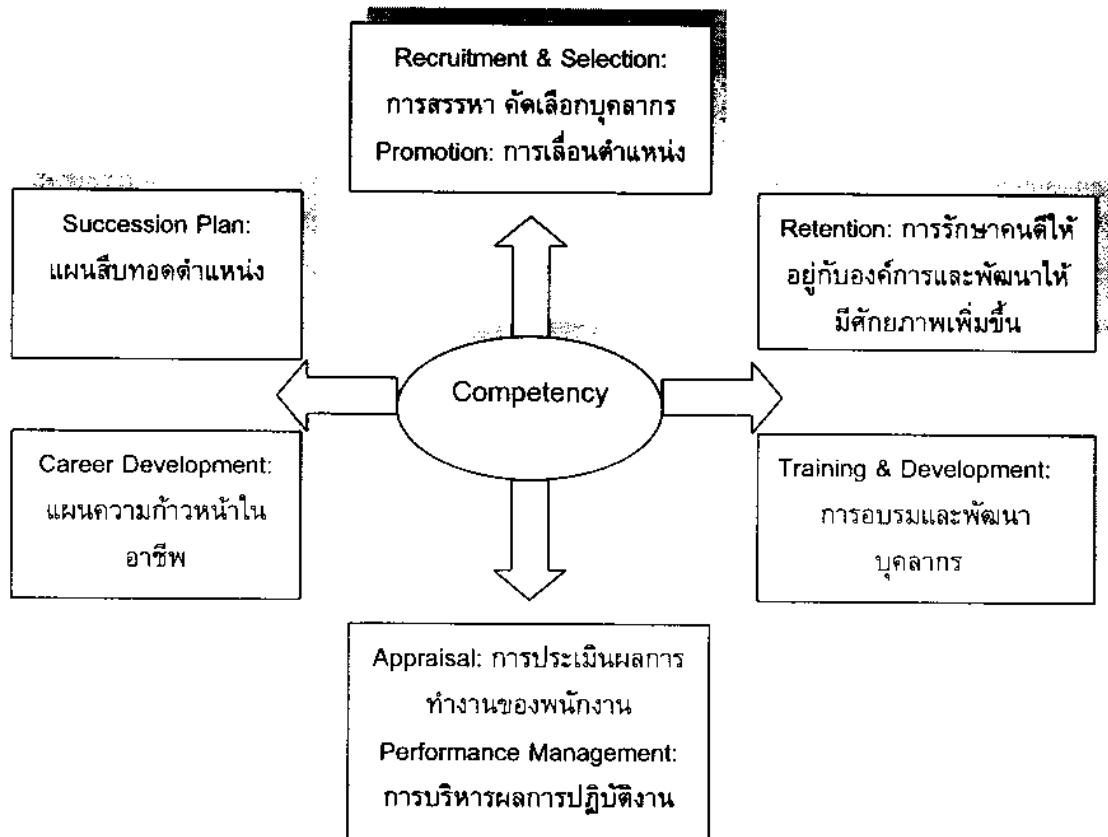 Recruitment & Selection:
การสรรหา คัดเลือกบุคลากร
Promotion: การเลื่อนตำแหน่ง
Succession Plan:
แผนสืบทอดตำแหน่ง
Retention: การรักษาคนดีให้
อยู่กับองค์การและพัฒนาให้
มีศักยภาพเพิ่มขึ้น
Competency
Career Development:
แผนความก้าวหน้าใน
อาชีพ
Training & Development:
การอบรมและพัฒนา
บุคลากร
Appraisal: การประเมินผลการ
ทำงานของพนักงาน
Performance Management:
การบริหารผลการปฏิบัติงาน